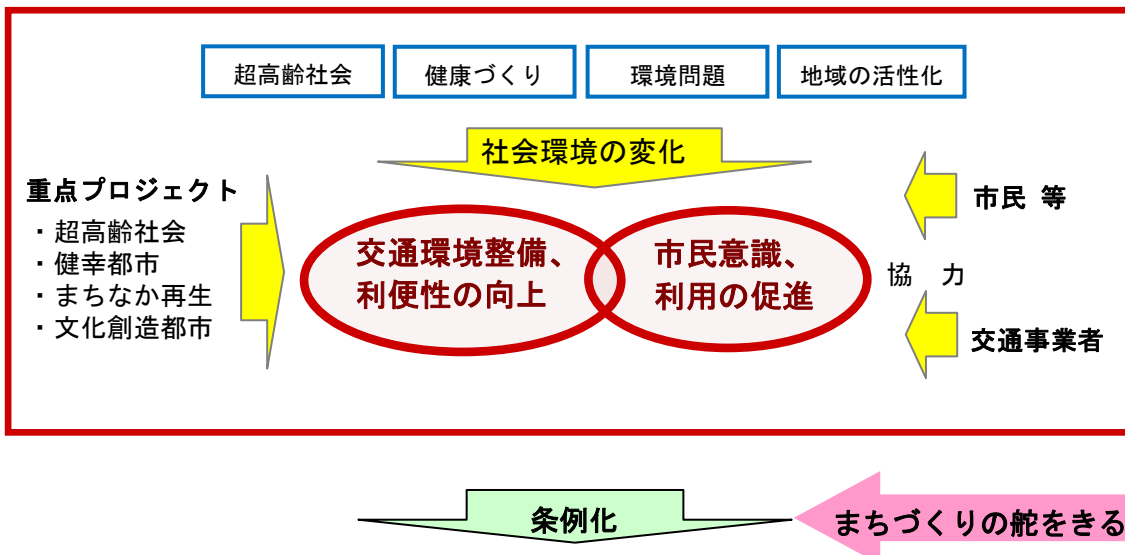 超高齢社会
健康づくり
環境問題
地域の活性化
社会環境の変化
重点プロジェクト
・超高齢社会
・健幸都市
・まちなか再生
・文化創造都市
交通環境整備、
利便性の向上
市民意識、
利用の促進
市民 等
協 力
交通事業者
条例化
まちづくりの舵をきる